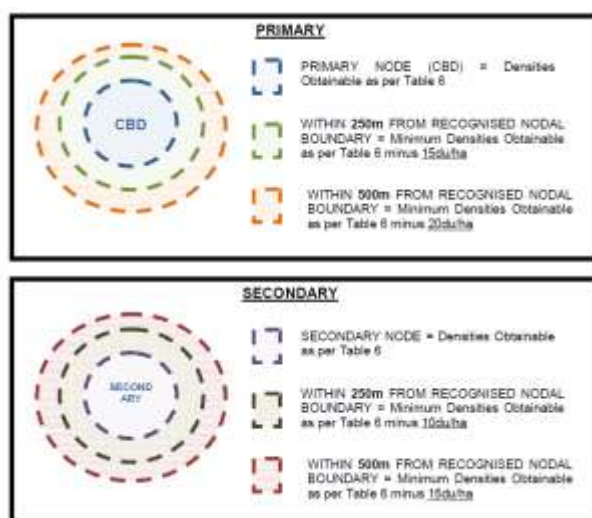 PRIMARY
CBD
PRIMARY NODE (CBD) = Densities
Obtainable as per Table 6
WITHIN 250m FROM RECOGNISED NODAL
BOUNDARY = Minimum Densities Obtainable
as per Table 6 minus 15du/ha
WITHIN 500m FROM RECOGNISED NODAL
BOUNDARY = Minimum Densities Obtainable
as per Table 6 minus 20du/ha
SECONDARY
SECOND
ARY
SECONDARY NODE = Densities Obtainable
as per Table 6
WITHIN 250m FROM RECOGNISED NODAL
BOUNDARY = Minimum Densities Obtainable
as per Table 6 minus 10du/ha
WITHIN 500m FROM RECOGNISED NODAL
BOUNDARY = Minimum Densities Obtainable
as per Table 6 minus 15du/ha